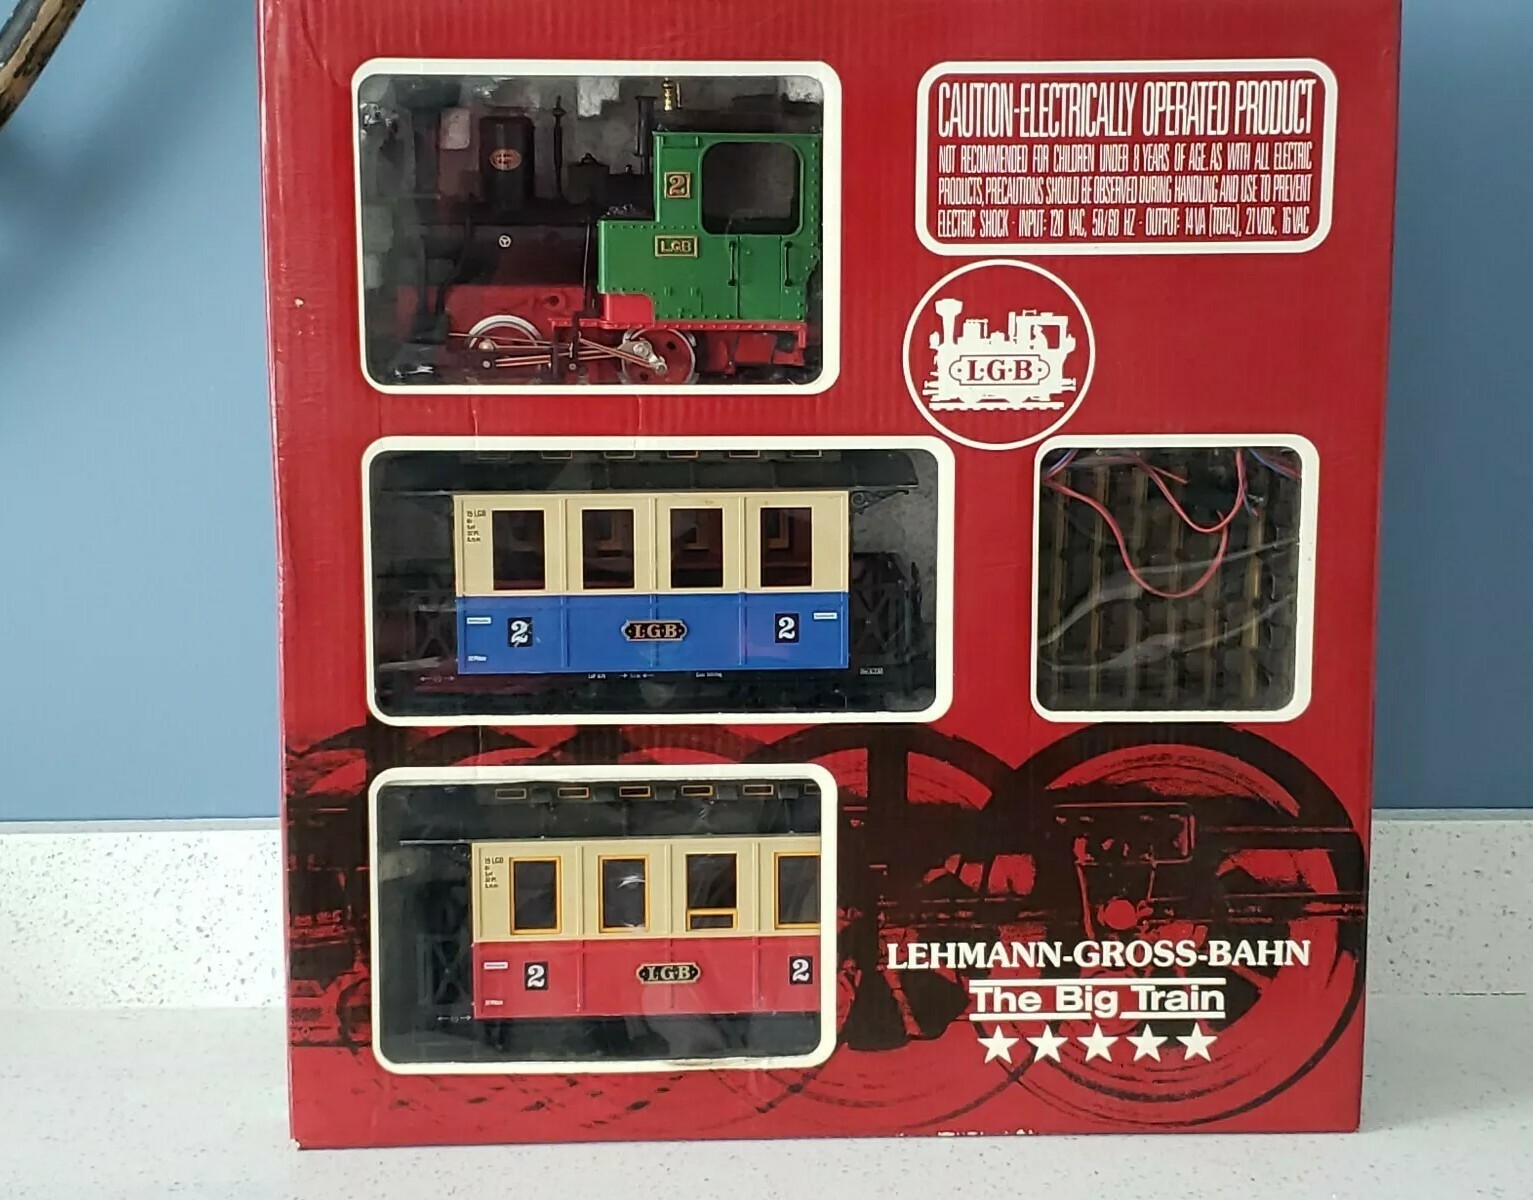 CAUTION-ELECTRICALLY OPERATED PRODUCT
NOT RECOMMENDED FOR CHILDREN UNDER 8 YEARS OF AGE. AS WITH ALL ELECTRIC
PRODUCTS, PRECAUTIONS SHOULD BE OBSERVED DURING HANDLING AND USE TO PREVENT
ELECTRIC SHOCK - INPUT: 120 VAC, 50/60 HZ - OUTPUT: 14 VA (TOTAL), 21 VDC, 16 VAC
2
LGB
L·G·B
15 LGB
2
L·G·B
2
15 LGB
2
L·G·B
2
LEHMANN-GROSS-BAHN
The Big Train